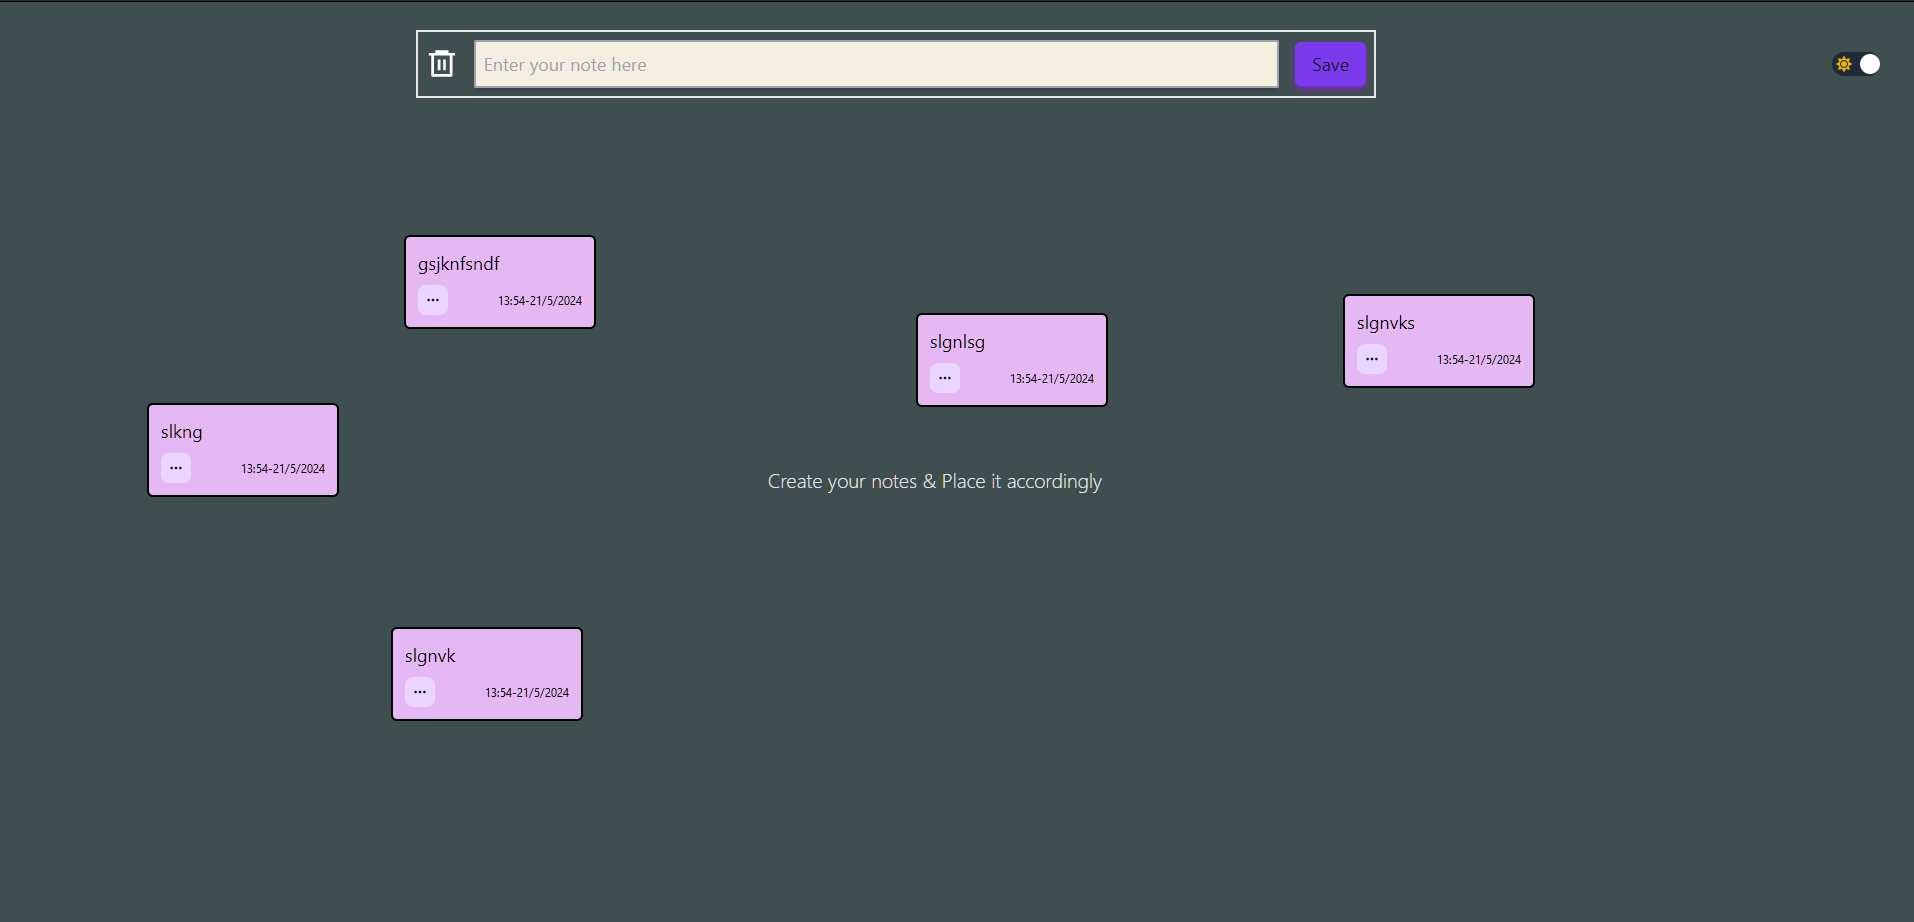 Enter your note here
Save
gsjknfsndf
13:54-21/5/2024
slgnlsg
13:54-21/5/2024
slgnvks
13:54-21/5/2024
slkng
13:54-21/5/2024
Create your notes & Place it accordingly
slgnvk
13:54-21/5/2024